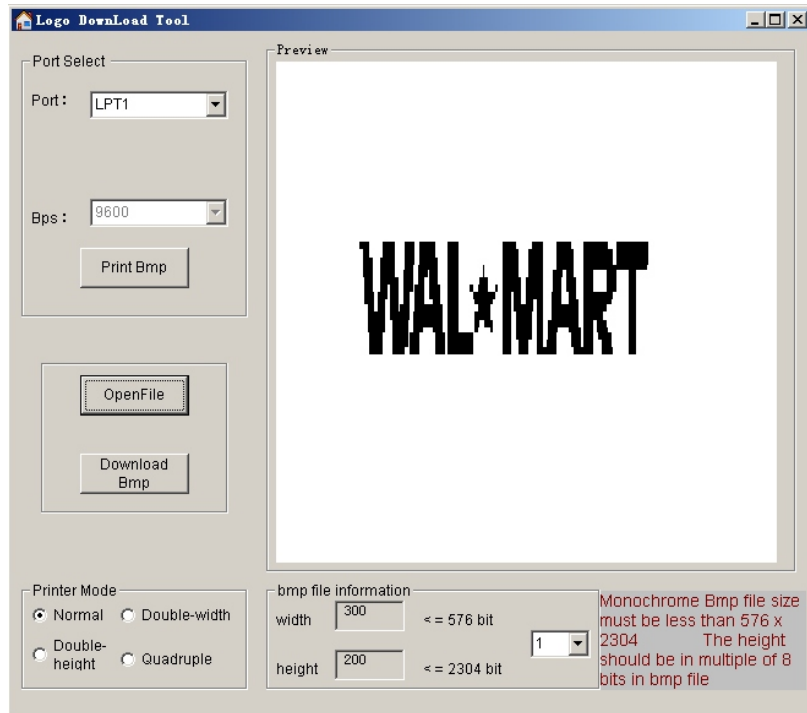 Logo DownLoad Tool
Port Select
Port:
LPT1
Bps:
9600
Print Bmp
OpenFile
Download
Bmp
Preview
WAL★MART
Printer Mode
Normal
Double-width
Double-
height
Quadruple
bmp file information
width
300
<= 576 bit
height
200
<= 2304 bit
1
Monochrome Bmp file size
must be less than 576 x
2304 The height
should be in multiple of 8
bits in bmp file